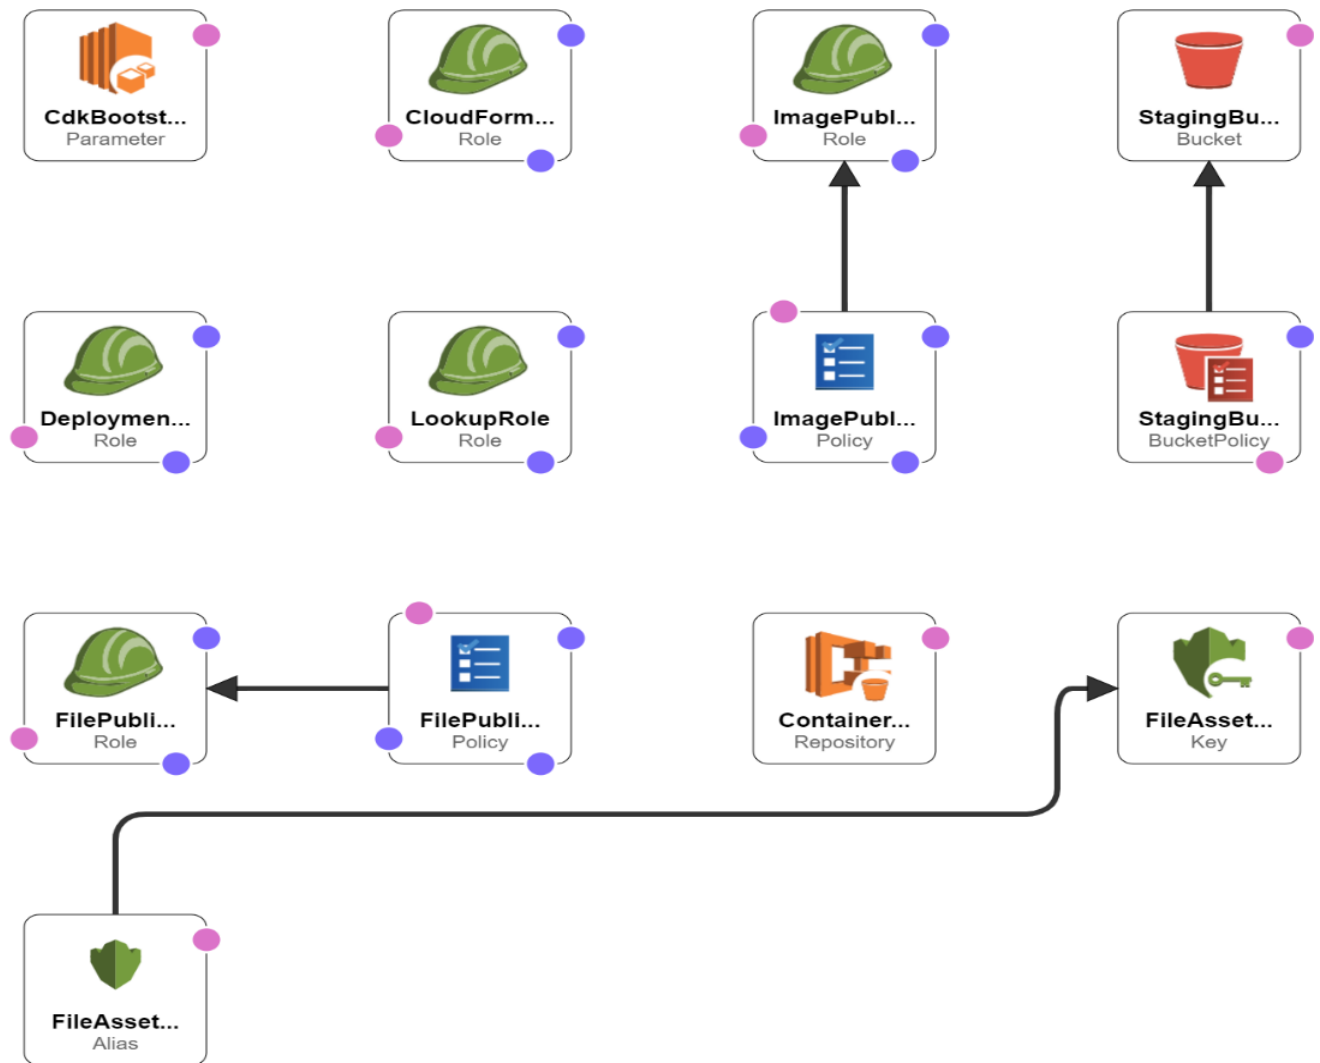 CdkBootst...
Parameter
CloudForm...
Role
ImagePubl...
Role
StagingBu...
Bucket
Deploymen...
Role
LookupRole
Role
ImagePubl...
Policy
StagingBu...
BucketPolicy
FilePubli...
Role
FilePubli...
Policy
Container...
Repository
FileAsset...
Key
FileAsset...
Alias